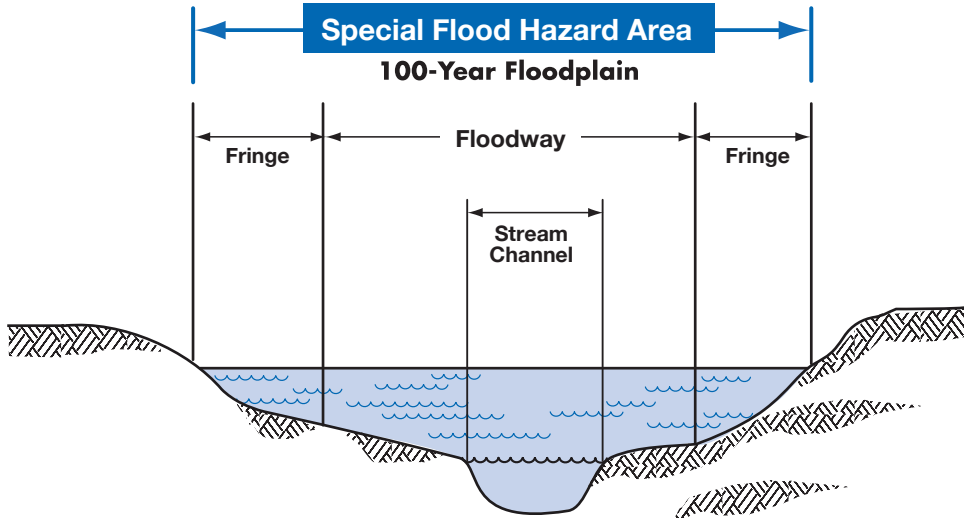 Special Flood Hazard Area
100-Year Floodplain
Fringe
Floodway
Fringe
Stream
Channel